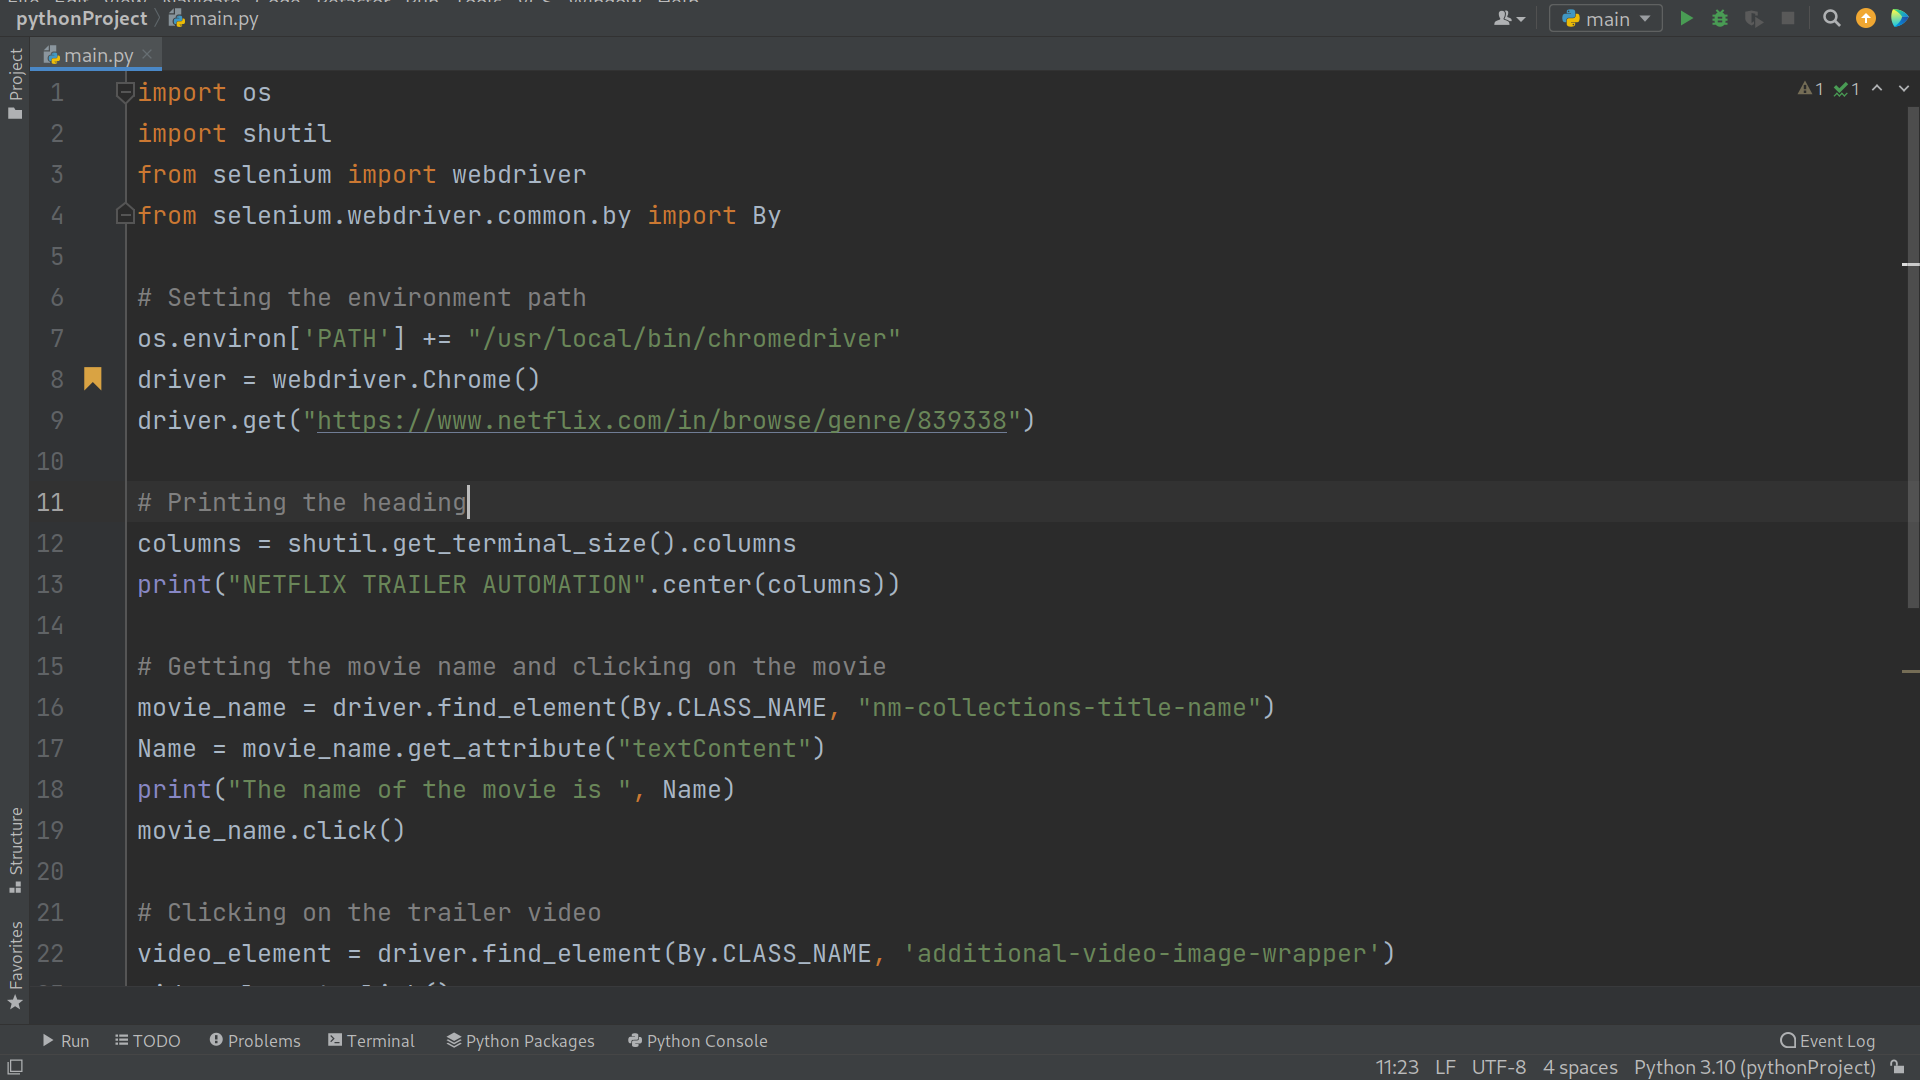 pythonProject main.py
main
main.py
Project
Structure
Favorites
1 1
1 import os
2 import shutil
3 from selenium import webdriver
4 from selenium.webdriver.common.by import By
5
6 # Setting the environment path
7 os.environ['PATH'] += "/usr/local/bin/chromedriver"
8 driver = webdriver.Chrome()
9 driver.get("https://www.netflix.com/in/browse/genre/839338")
10
11 # Printing the heading
12 columns = shutil.get_terminal_size().columns
13 print("NETFLIX TRAILER AUTOMATION".center(columns))
14
15 # Getting the movie name and clicking on the movie
16 movie_name = driver.find_element(By.CLASS_NAME, "nm-collections-title-name")
17 Name = movie_name.get_attribute("textContent")
18 print("The name of the movie is ", Name)
19 movie_name.click()
20
21 # Clicking on the trailer video
22 video_element = driver.find_element(By.CLASS_NAME, 'additional-video-image-wrapper')
Run TODO Problems Terminal Python Packages Python Console Event Log
11:23 LF UTF-8 4 spaces Python 3.10 (pythonProject)